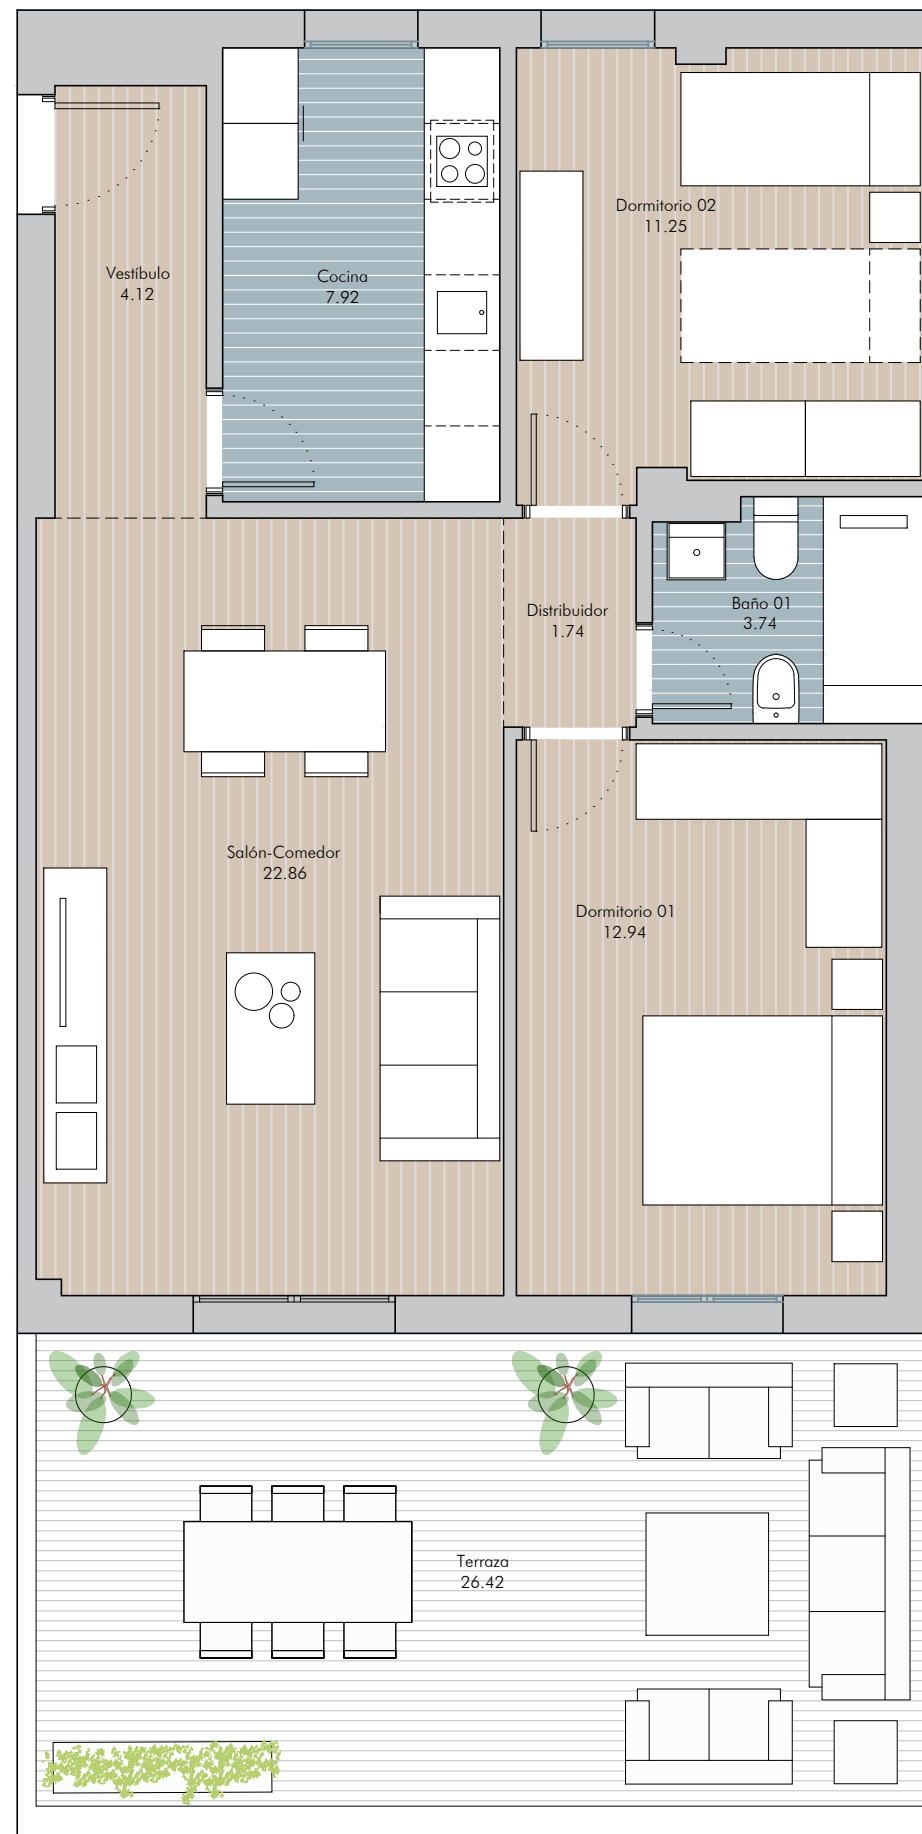 Dormitorio 02
11.25
Vestíbulo
4.12
Cocina
7.92
Distribuidor
1.74
Baño 01
3.74
Salón-Comedor
22.86
Dormitorio 01
12.94
Terraza
26.42